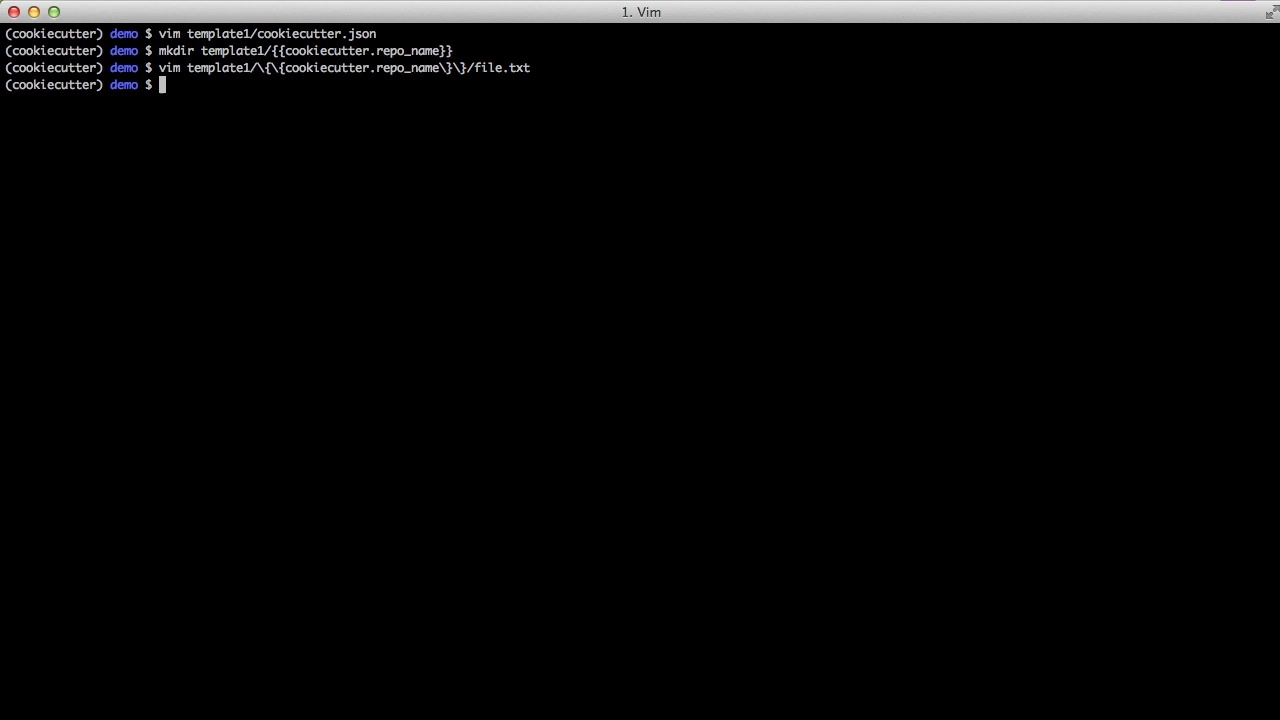 1. Vim
(cookiecutter) demo $ vim template1/cookiecutter.json
(cookiecutter) demo $ mkdir template1/{{cookiecutter.repo_name}}
(cookiecutter) demo $ vim template1/\{\{cookiecutter.repo_name\}\}/file.txt
(cookiecutter) demo $